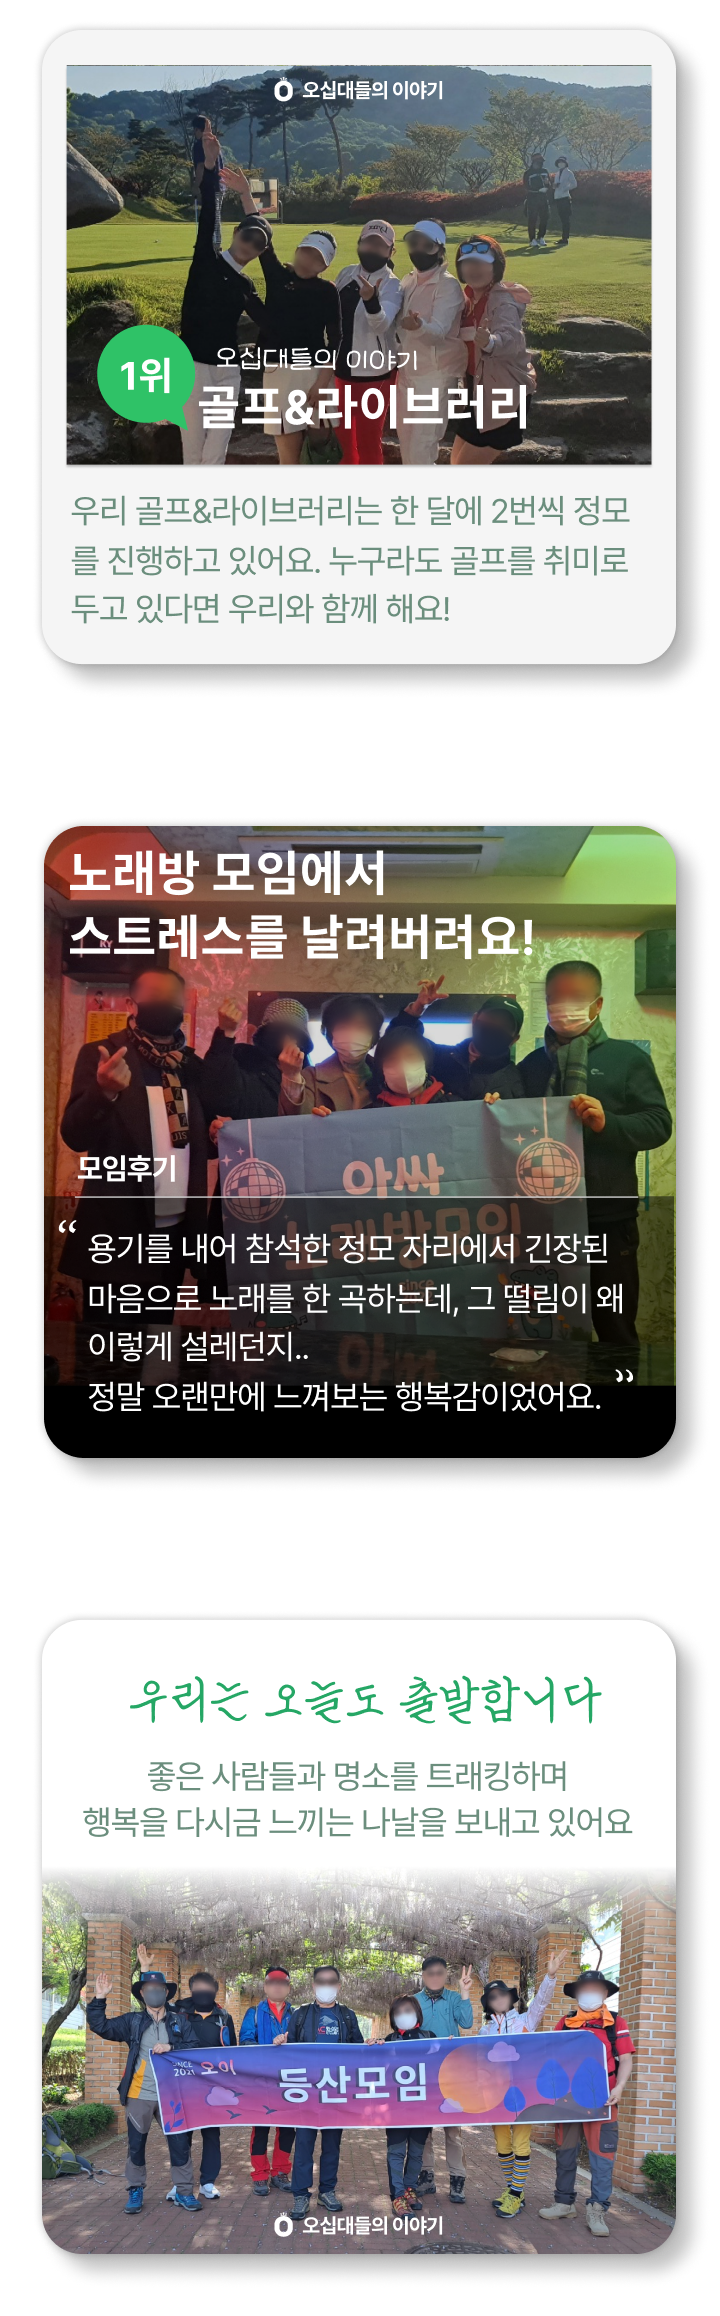 오십대들의 이야기
1위
오십대들의 이야기
골프&라이브러리
우리 골프&라이브러리는 한 달에 2번씩 정모
를 진행하고 있어요. 누구라도 골프를 취미로
두고 있다면 우리와 함께 해요!
노래방 모임에서
스트레스를 날려버려요!
KY
아싸
노래방모임
since
모임후기
“ 용기를 내어 참석한 정모 자리에서 긴장된
마음으로 노래를 한 곡하는데, 그 떨림이 왜
이렇게 설레던지..
정말 오랜만에 느껴보는 행복감이었어요. ”
우리는 오늘도 출발합니다
좋은 사람들과 명소를 트래킹하며
행복을 다시금 느끼는 나날을 보내고 있어요
SINCE
2021 오이
등산모임
오십대들의 이야기